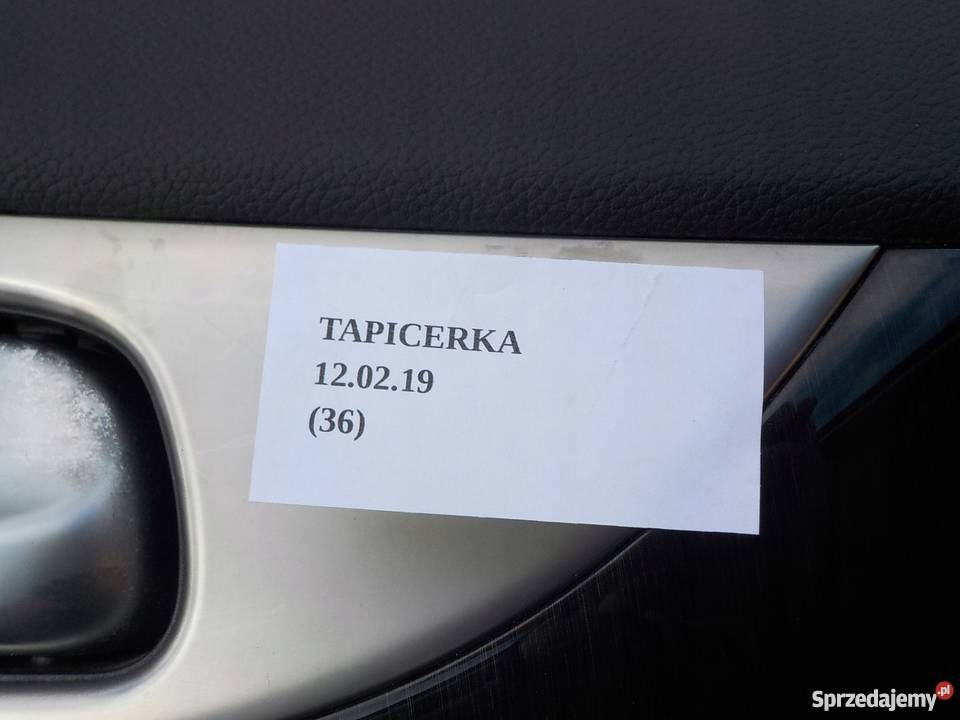 TAPICERKA
12.02.19
(36)
Sprzedajemy.pl